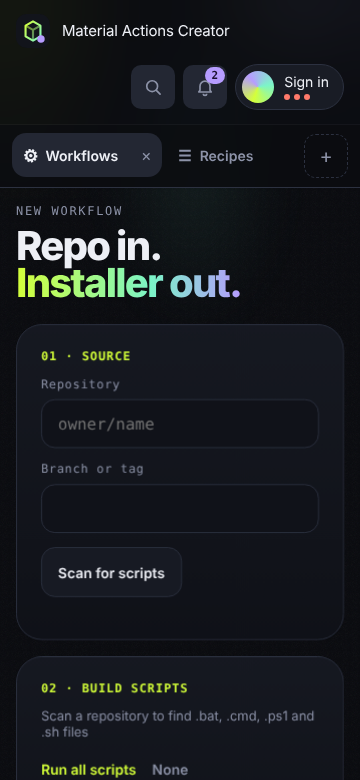 Material Actions Creator
2
Sign in
Workflows ×
Recipes
+
NEW WORKFLOW
Repo in.
Installer out.
01 · SOURCE
Repository
owner/name
Branch or tag
Scan for scripts
02 · BUILD SCRIPTS
Scan a repository to find .bat, .cmd, .ps1 and
.sh files
Run all scripts None